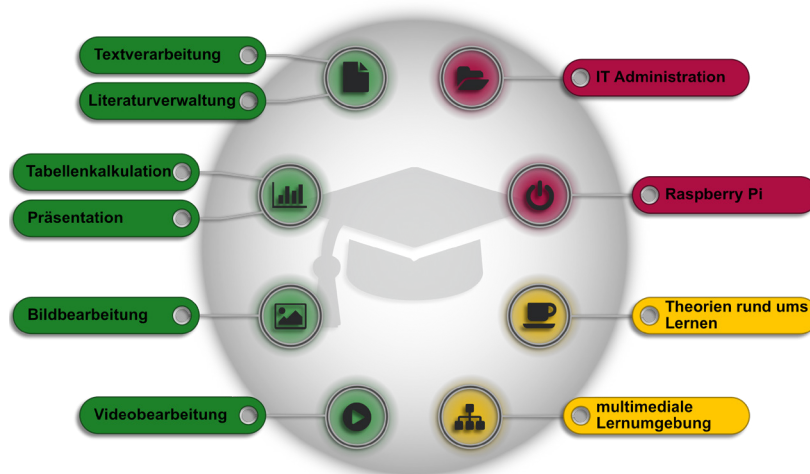 Textverarbeitung
Literaturverwaltung
Tabellenkalkulation
Präsentation
Bildbearbeitung
Videobearbeitung
IT Administration
Raspberry Pi
Theorien rund ums
Lernen
multimediale
Lernumgebung